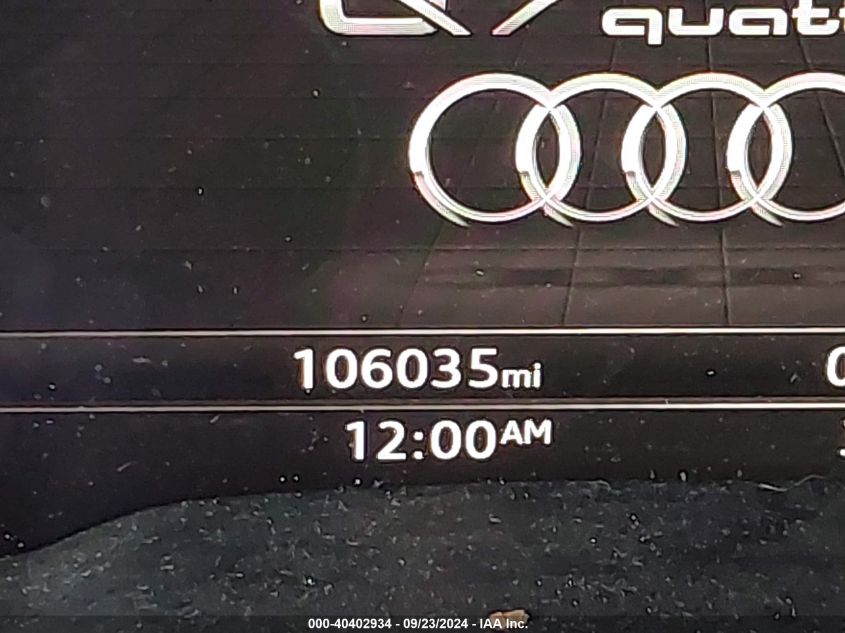 quatt
106035mi
12:00AM
000-40402934 - 09/23/2024 - IAA Inc.